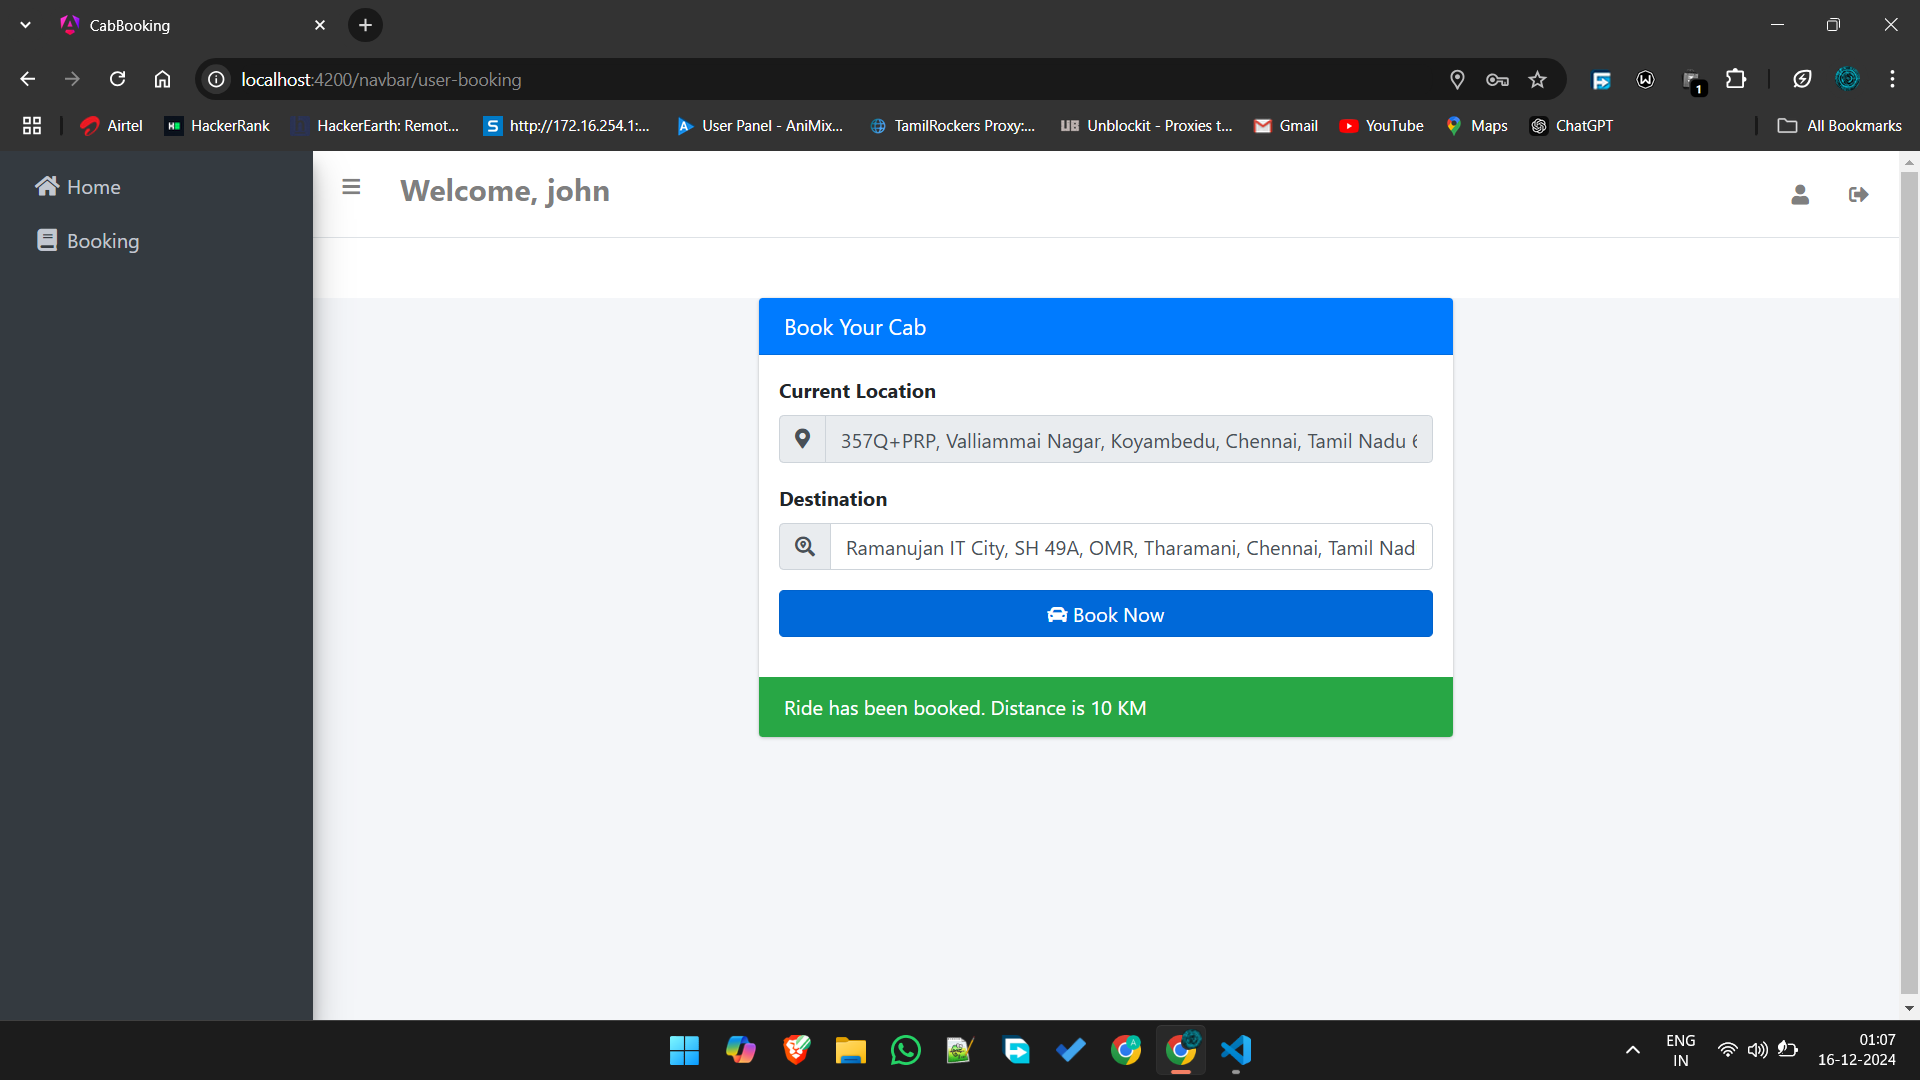 CabBooking
localhost:4200/navbar/user-booking
1
Airtel
HackerRank
HackerEarth: Remot...
http://172.16.254.1:...
User Panel - AniMix...
TamilRockers Proxy:...
UB Unblockit - Proxies t...
Gmail
YouTube
Maps
ChatGPT
All Bookmarks
Home
Booking
Welcome, john
Book Your Cab
Current Location
357Q+PRP, Valliammai Nagar, Koyambedu, Chennai, Tamil Nadu 6
Destination
Ramanujan IT City, SH 49A, OMR, Tharamani, Chennai, Tamil Nad
Book Now
Ride has been booked. Distance is 10 KM
ENG
IN
01:07
16-12-2024